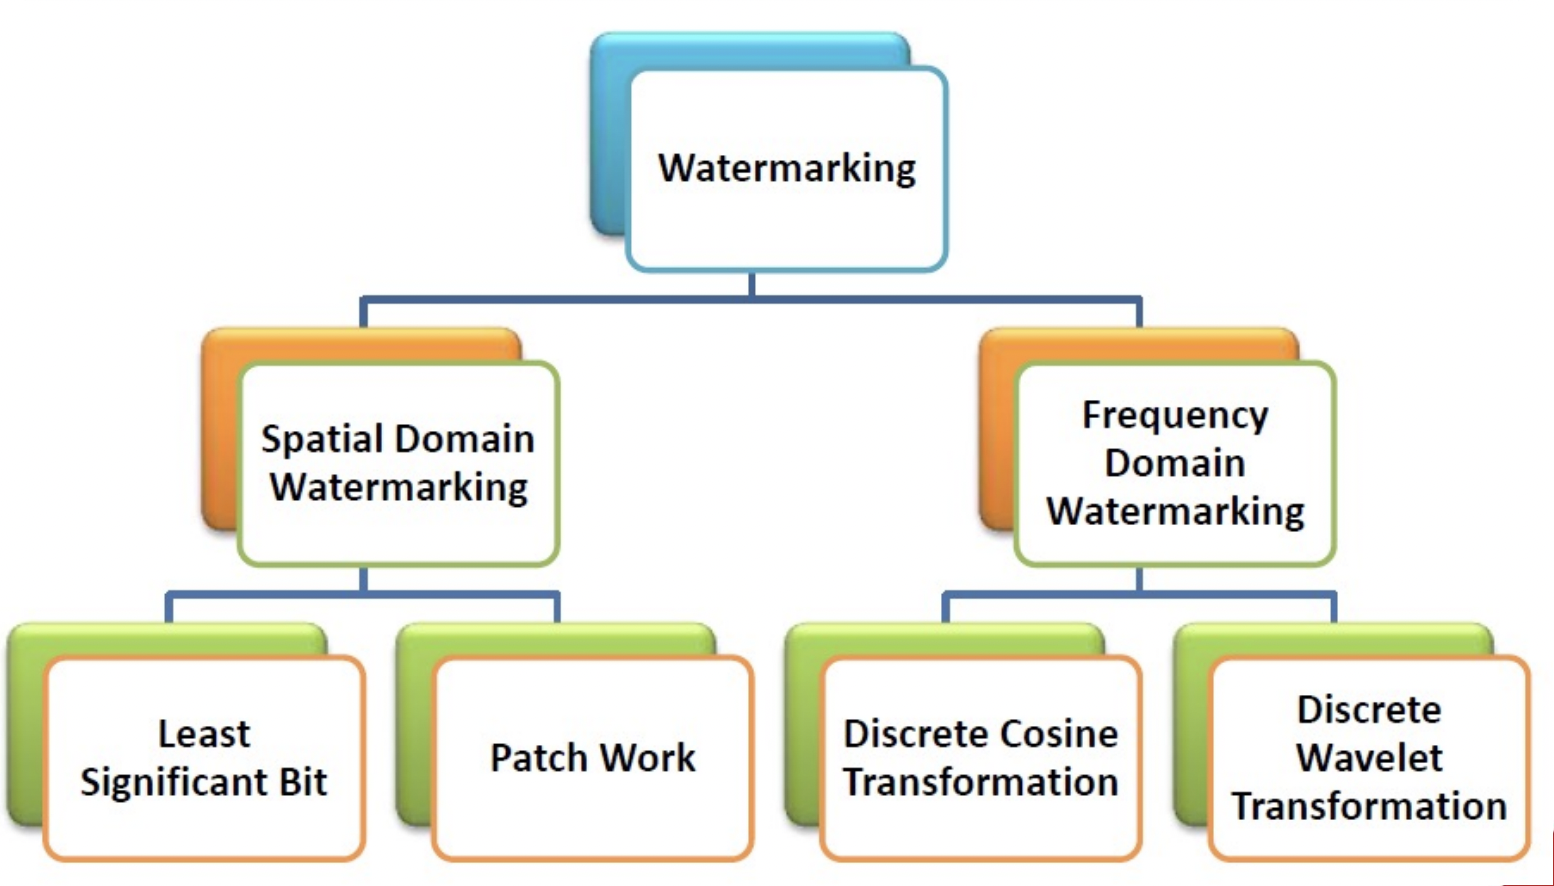 Watermarking
Spatial Domain
Watermarking
Frequency
Domain
Watermarking
Least
Significant Bit
Patch Work
Discrete Cosine
Transformation
Discrete
Wavelet
Transformation